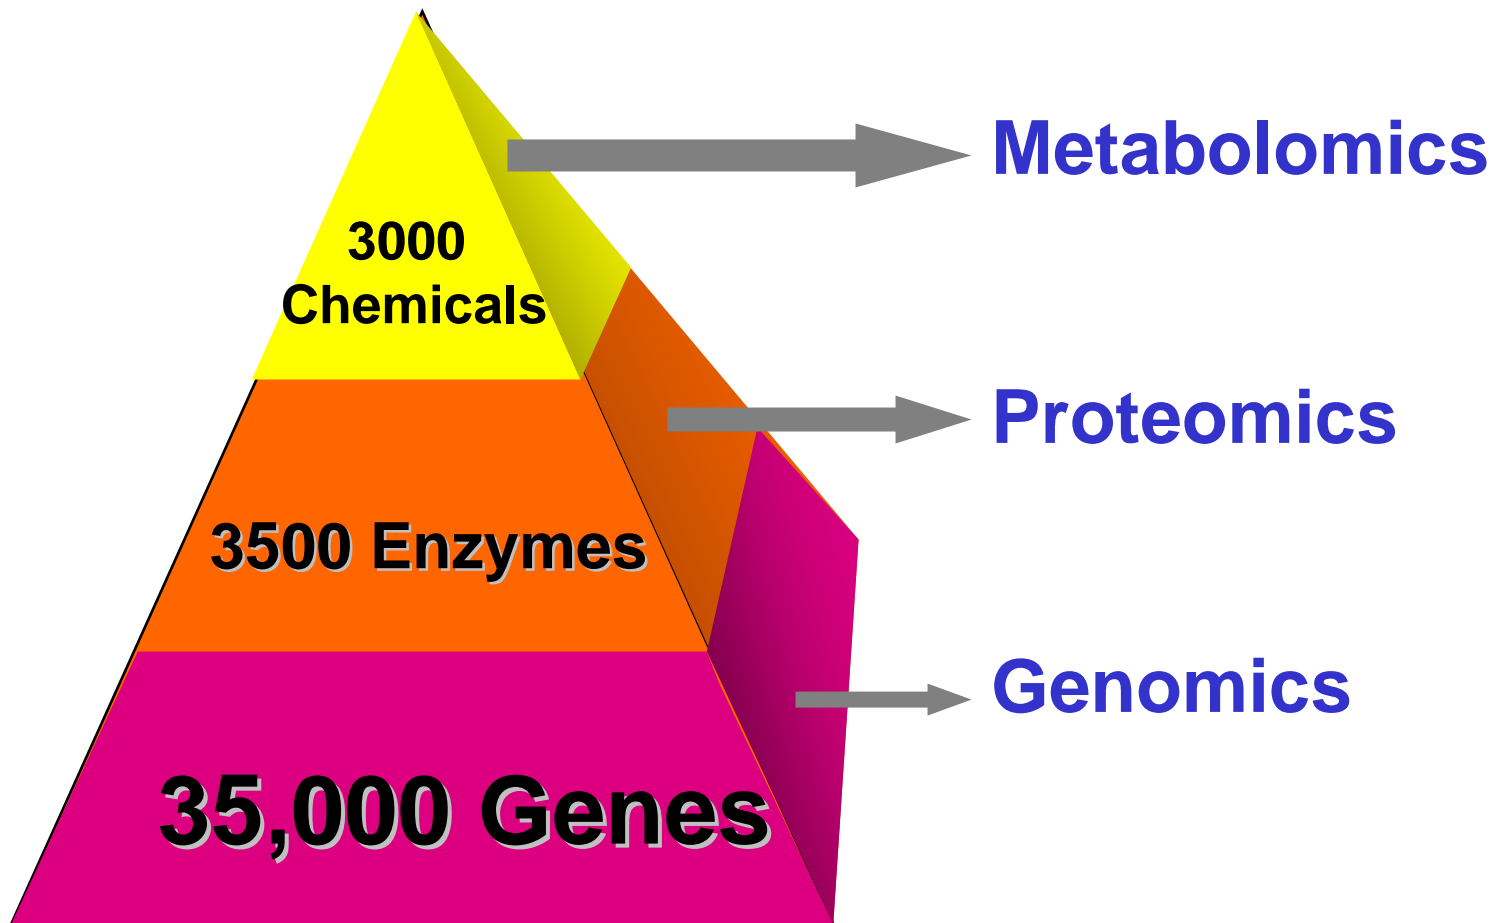 Metabolomics
3000
Chemicals
Proteomics
3500 Enzymes
Genomics
35,000 Genes